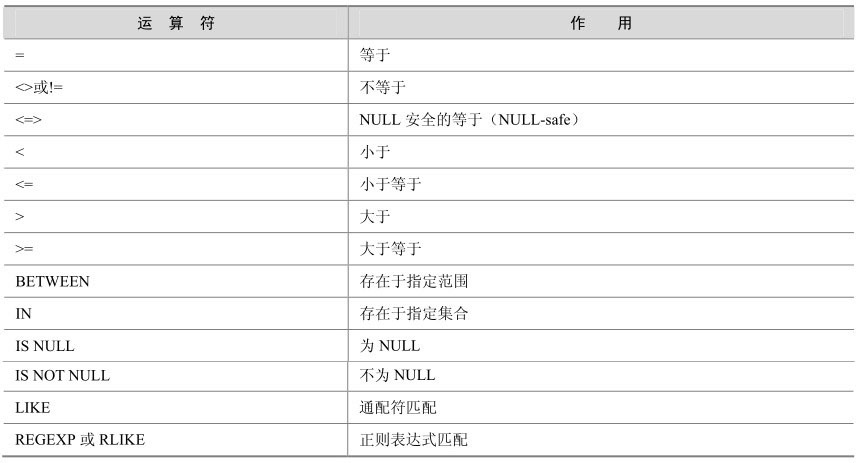 运 算 符 作 用
= 等于
<>或!= 不等于
<=> NULL 安全的等于（NULL-safe）
< 小于
<= 小于等于
> 大于
>= 大于等于
BETWEEN 存在于指定范围
IN 存在于指定集合
IS NULL 为 NULL
IS NOT NULL 不为 NULL
LIKE 通配符匹配
REGEXP 或 RLIKE 正则表达式匹配